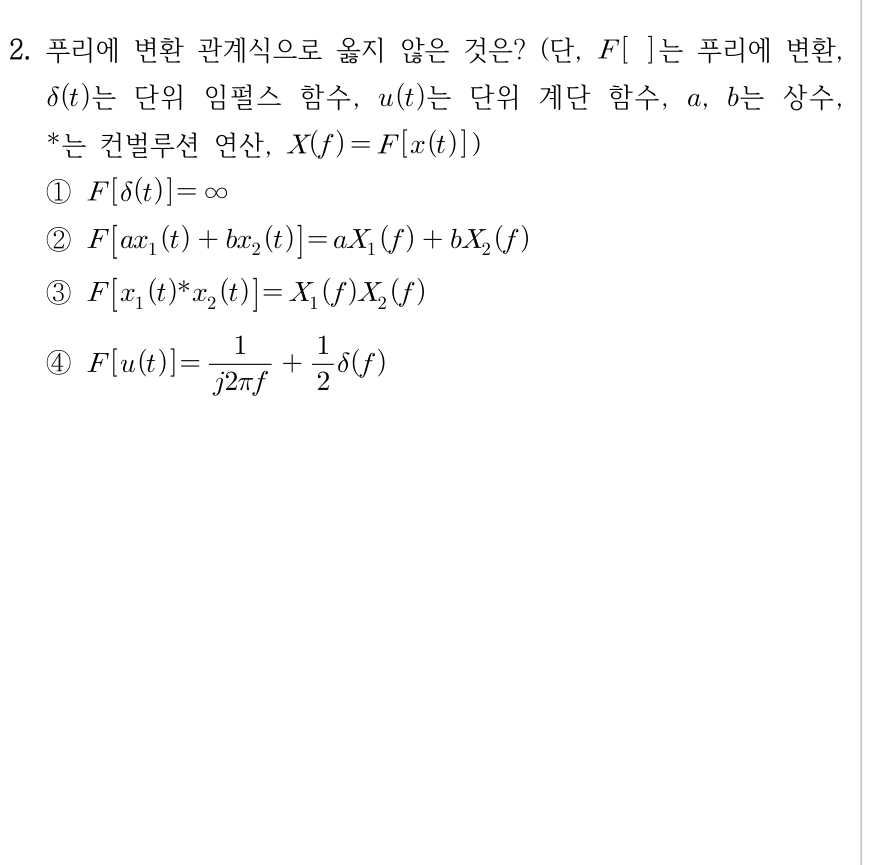 2. 푸리에 변환 관계식으로 옳지 않은 것은? (단, F[ ]는 푸리에 변환,
δ(t)는 단위 임펄스 함수, u(t)는 단위 계단 함수, a, b는 상수,
*는 컨벌루션 연산, X(f)=F[x(t)])
① F[δ(t)]=∞
② F[ax₁(t)+bx₂(t)]=aX₁(f)+bX₂(f)
③ F[x₁(t)*x₂(t)]=X₁(f)X₂(f)
④ F[u(t)]=1/(j2πf)+1/2δ(f)